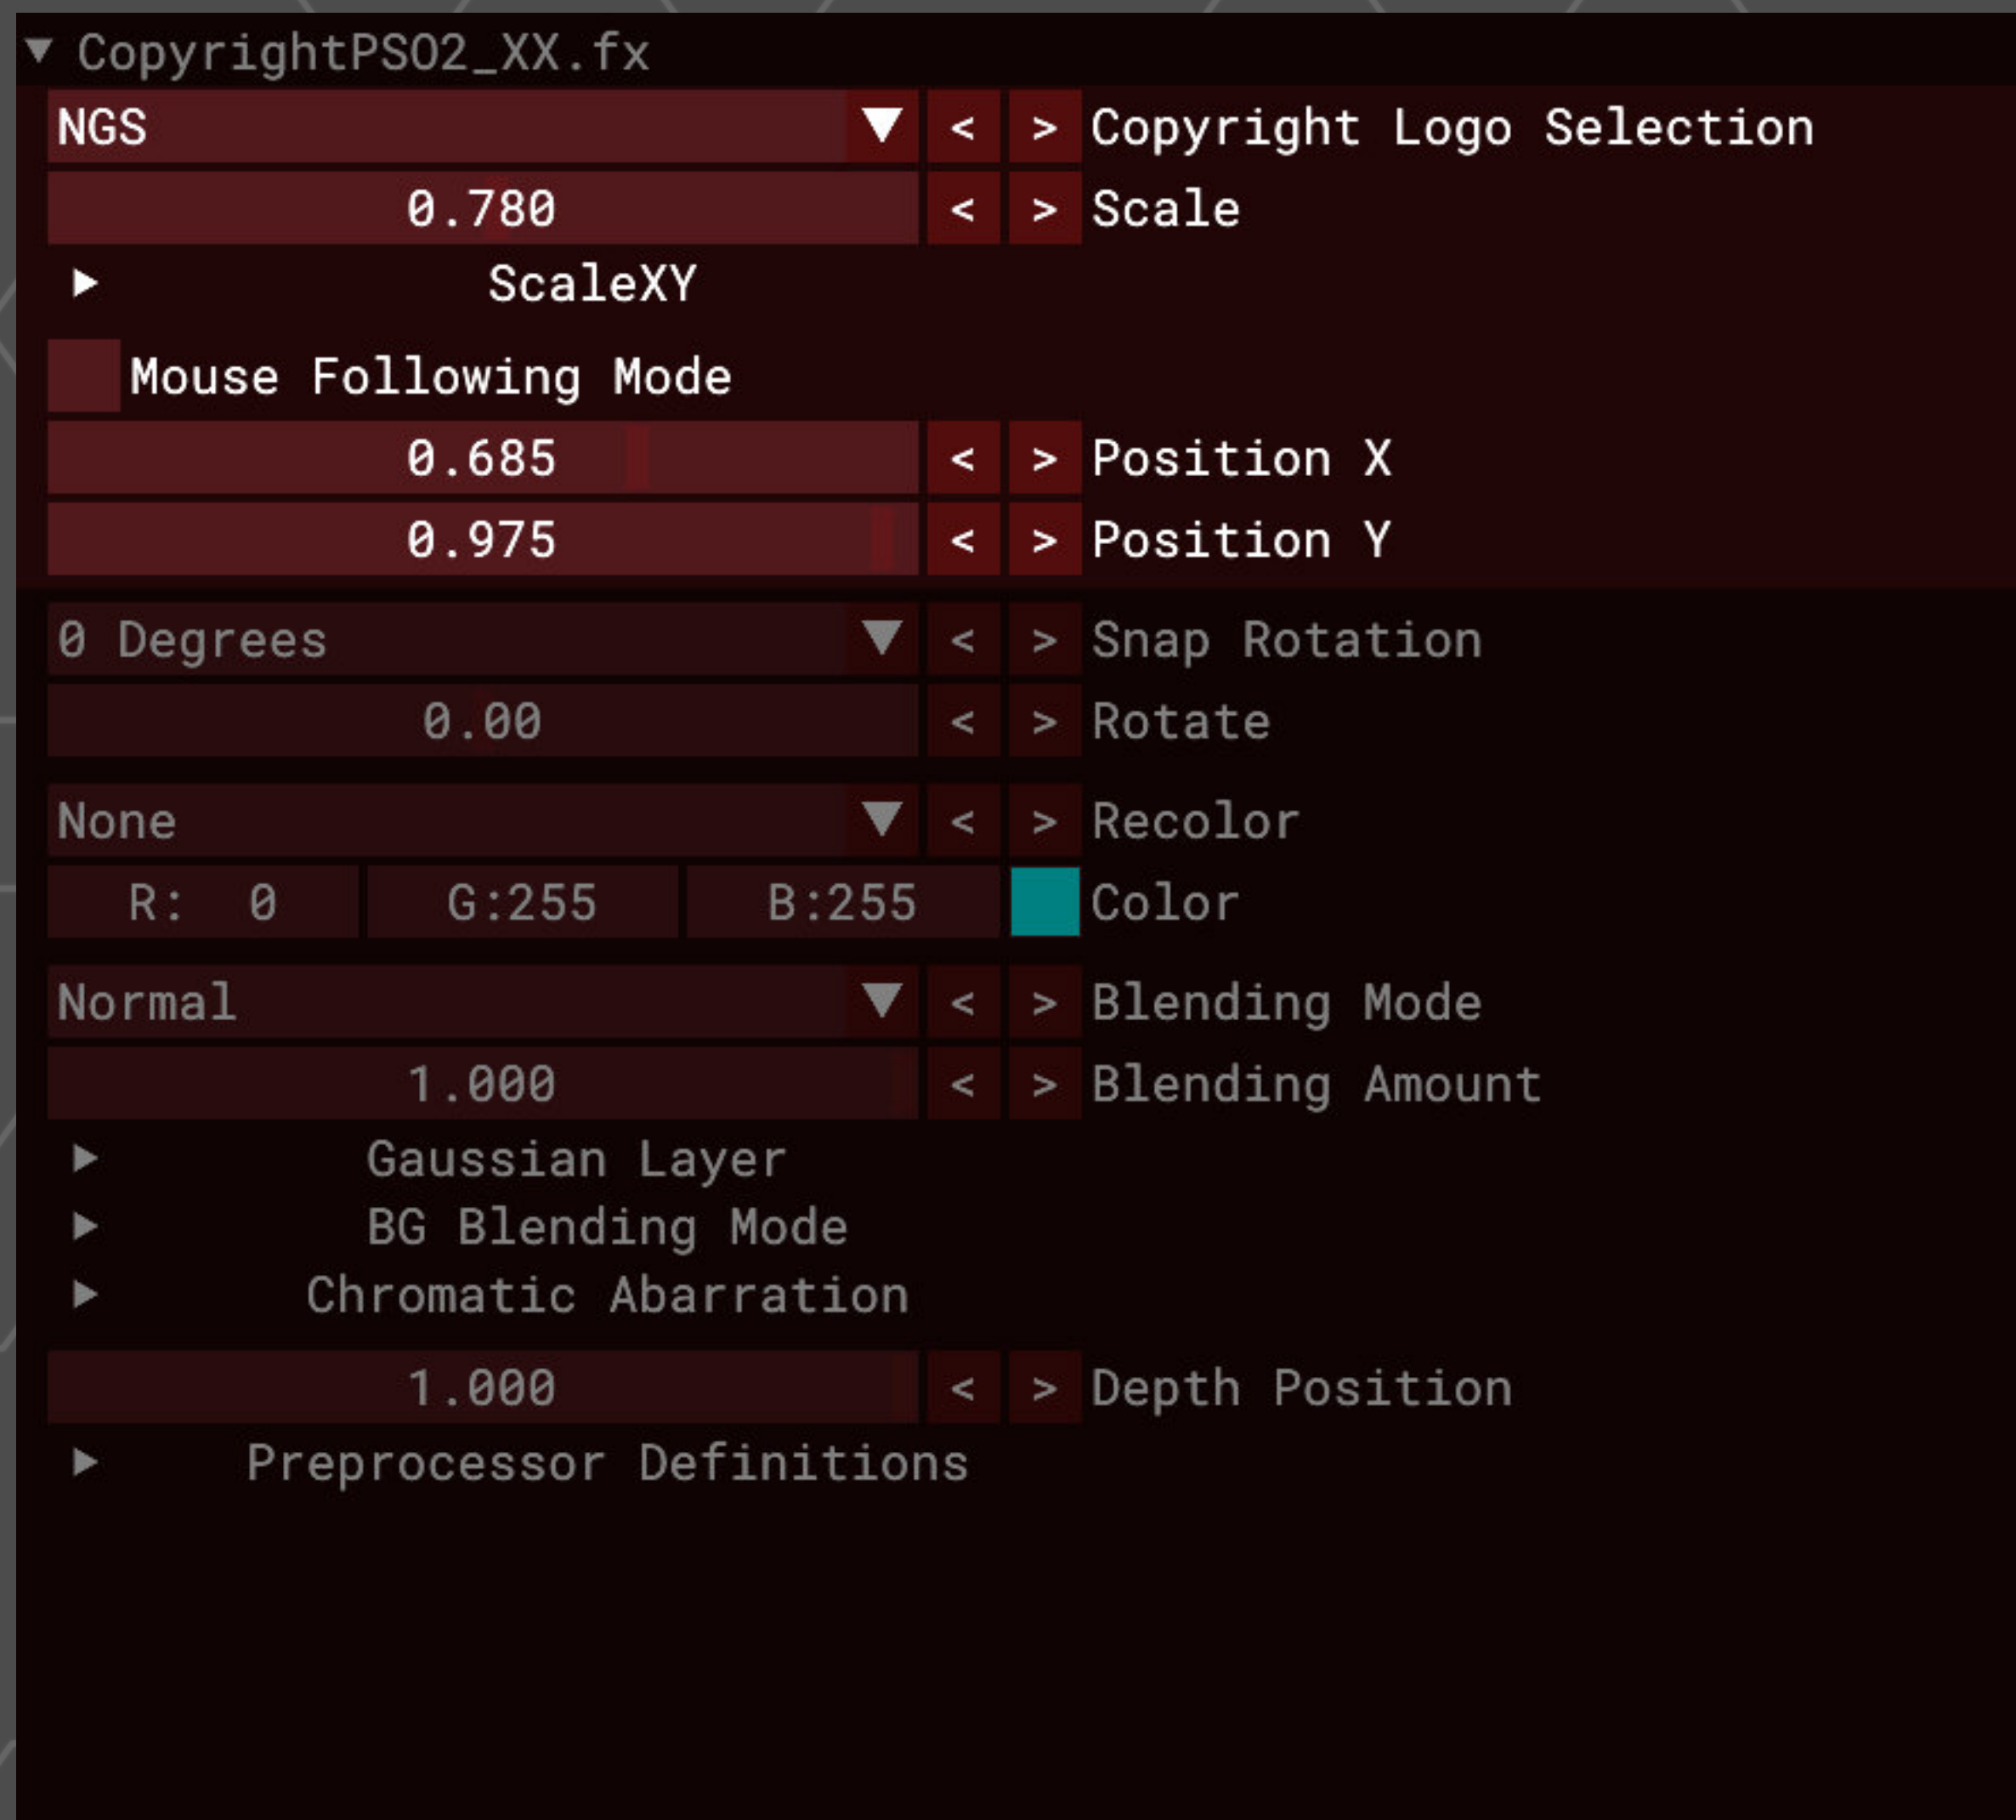 CopyrightPSO2_XX.fx
NGS < > Copyright Logo Selection
0.780 < > Scale
ScaleXY
Mouse Following Mode
0.685 < > Position X
0.975 < > Position Y
0 Degrees < > Snap Rotation
0.00 < > Rotate
None < > Recolor
R: 0 G:255 B:255 Color
Normal < > Blending Mode
1.000 < > Blending Amount
Gaussian Layer
BG Blending Mode
Chromatic Abarration
1.000 < > Depth Position
Preprocessor Definitions